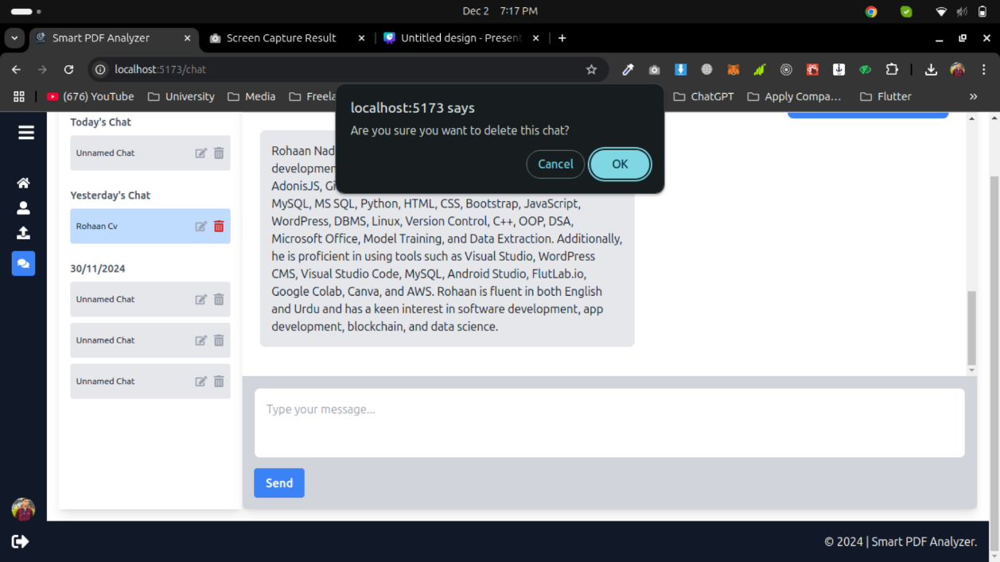 Dec 2 7:17 PM
Smart PDF Analyzer
Screen Capture Result
Untitled design - Present
localhost:5173/chat
(676) YouTube
University
Media
Freela
ChatGPT
Apply Compa...
Flutter
localhost:5173 says
Are you sure you want to delete this chat?
Cancel
OK
Today's Chat
Unnamed Chat
Yesterday's Chat
Rohaan Cv
30/11/2024
Unnamed Chat
Unnamed Chat
Unnamed Chat
Rohaan Nad
development
AdonisJS, Gi
MySQL, MS SQL, Python, HTML, CSS, Bootstrap, JavaScript,
WordPress, DBMS, Linux, Version Control, C++, OOP, DSA,
Microsoft Office, Model Training, and Data Extraction. Additionally,
he is proficient in using tools such as Visual Studio, WordPress
CMS, Visual Studio Code, MySQL, Android Studio, FlutLab.io,
Google Colab, Canva, and AWS. Rohaan is fluent in both English
and Urdu and has a keen interest in software development, app
development, blockchain, and data science.
Type your message...
Send
© 2024 | Smart PDF Analyzer.